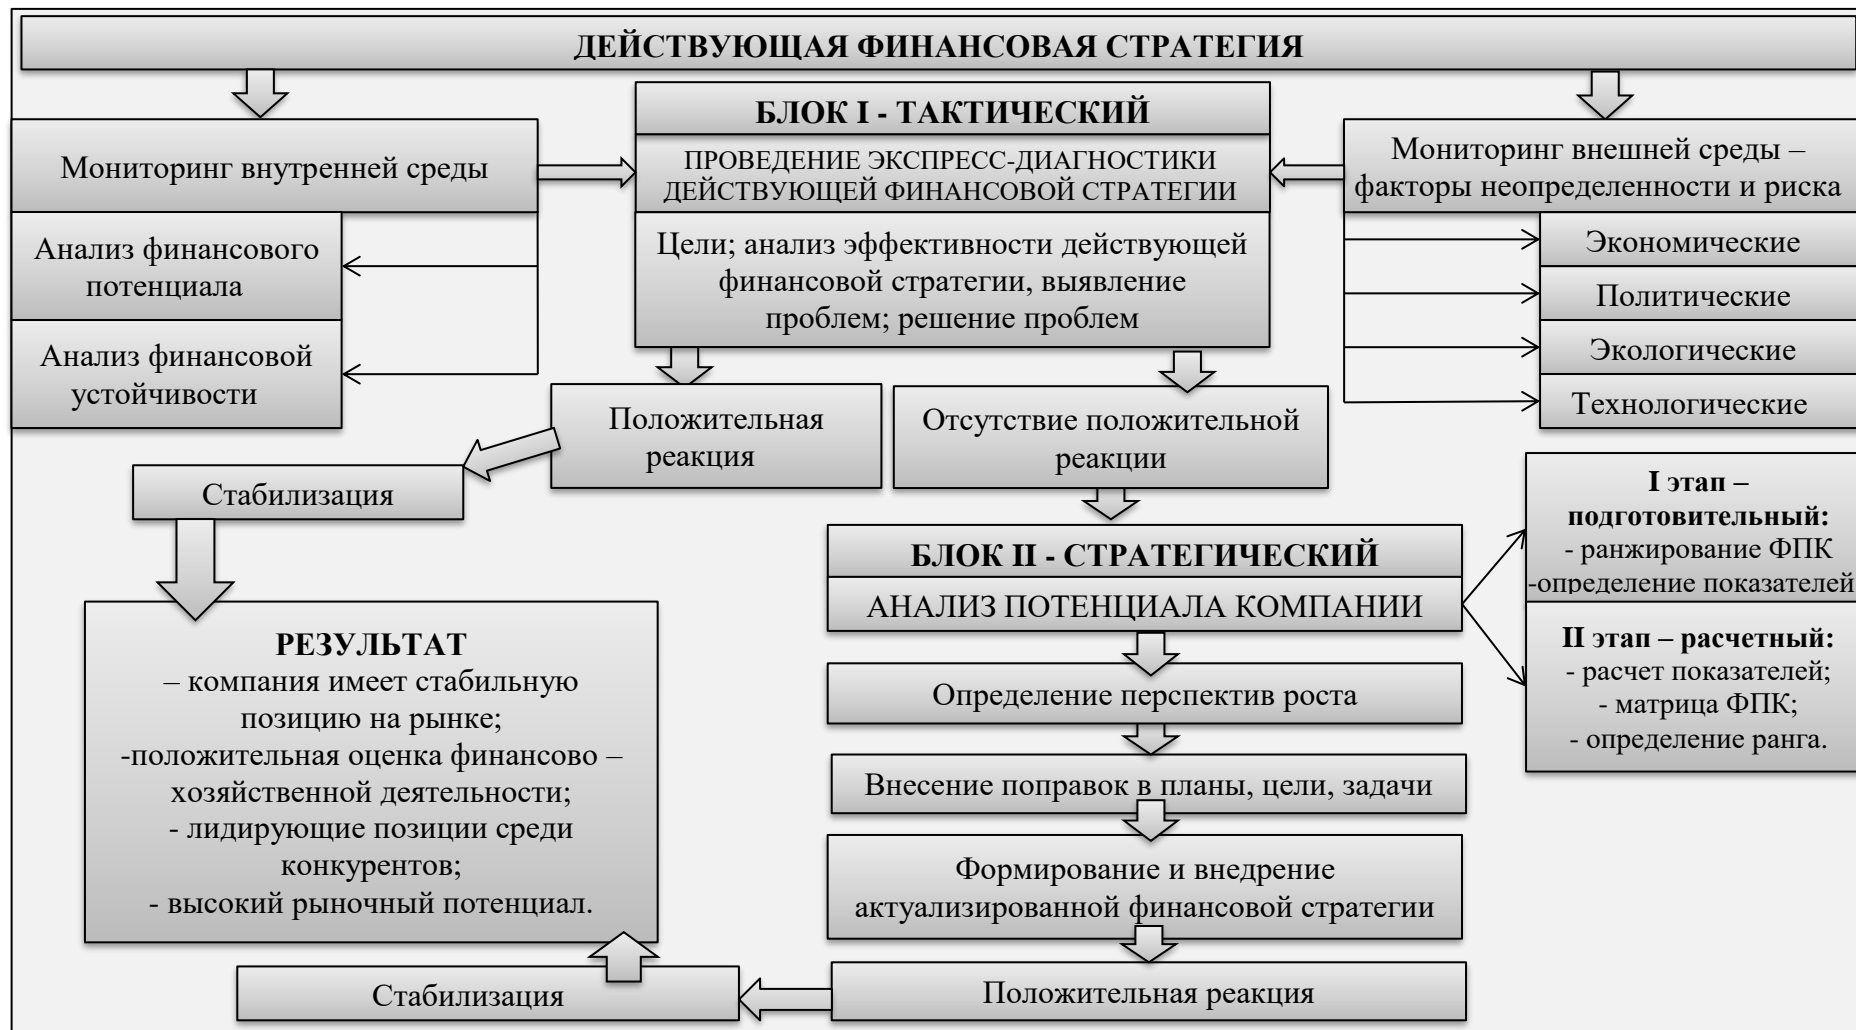 ДЕЙСТВУЮЩАЯ ФИНАНСОВАЯ СТРАТЕГИЯ
Мониторинг внутренней среды
Анализ финансового
потенциала
Анализ финансовой
устойчивости
БЛОК I - ТАКТИЧЕСКИЙ
ПРОВЕДЕНИЕ ЭКСПРЕСС-ДИАГНОСТИКИ
ДЕЙСТВУЮЩЕЙ ФИНАНСОВОЙ СТРАТЕГИИ
Цели; анализ эффективности действующей
финансовой стратегии, выявление
проблем; решение проблем
Мониторинг внешней среды –
факторы неопределенности и риска
Экономические
Политические
Экологические
Технологические
Положительная
реакция
Отсутствие положительной
реакции
Стабилизация
РЕЗУЛЬТАТ
– компания имеет стабильную
позицию на рынке;
-положительная оценка финансово –
хозяйственной деятельности;
- лидирующие позиции среди
конкурентов;
- высокий рыночный потенциал.
БЛОК II - СТРАТЕГИЧЕСКИЙ
АНАЛИЗ ПОТЕНЦИАЛА КОМПАНИИ
I этап –
подготовительный:
- ранжирование ФПК
-определение показателей
II этап – расчетный:
- расчет показателей;
- матрица ФПК;
- определение ранга.
Определение перспектив роста
Внесение поправок в планы, цели, задачи
Формирование и внедрение
актуализированной финансовой стратегии
Положительная реакция
Стабилизация